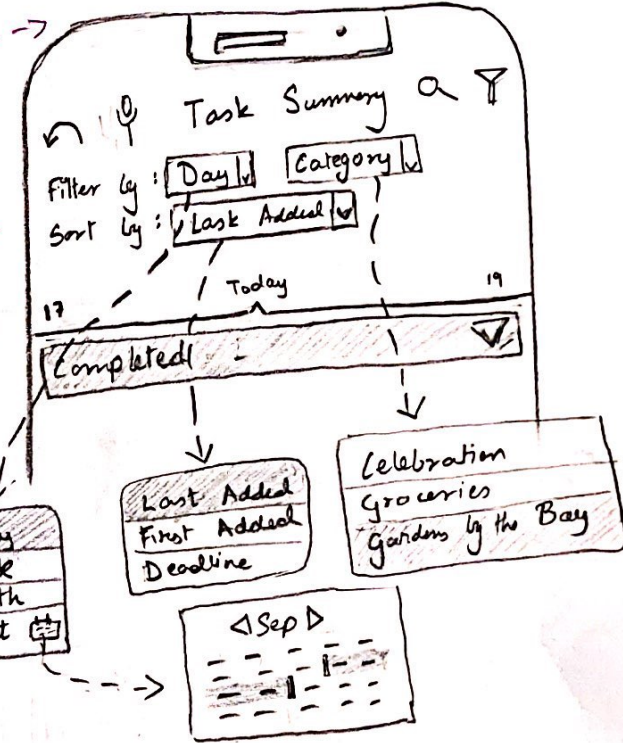 Task Summary
Filter by : Day Category
Sort by : Last Added
17 Today 19
Completed
Last Added
First Added
Deadline
Celebration
Groceries
Gardens by the Bay
Sep